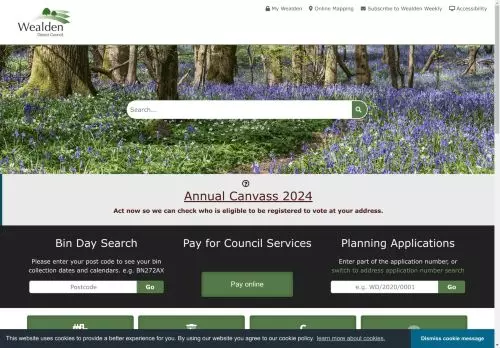 Wealden
District Council
My Wealden
Online Mapping
Subscribe to Wealden Weekly
Accessibility
Search...
Annual Canvass 2024
Act now so we can check who is eligible to be registered to vote at your address.
Bin Day Search
Please enter your post code to see your bin
collection dates and calendars. e.g. BN272AX
Postcode
Go
Pay for Council Services
Pay online
Planning Applications
Enter part of the application number, or
switch to address application number search
e.g. WD/2020/0001
Go
This website uses cookies to provide a better experience for you. By using our website you agree to our cookie policy. learn more about cookies.
Dismiss cookie message